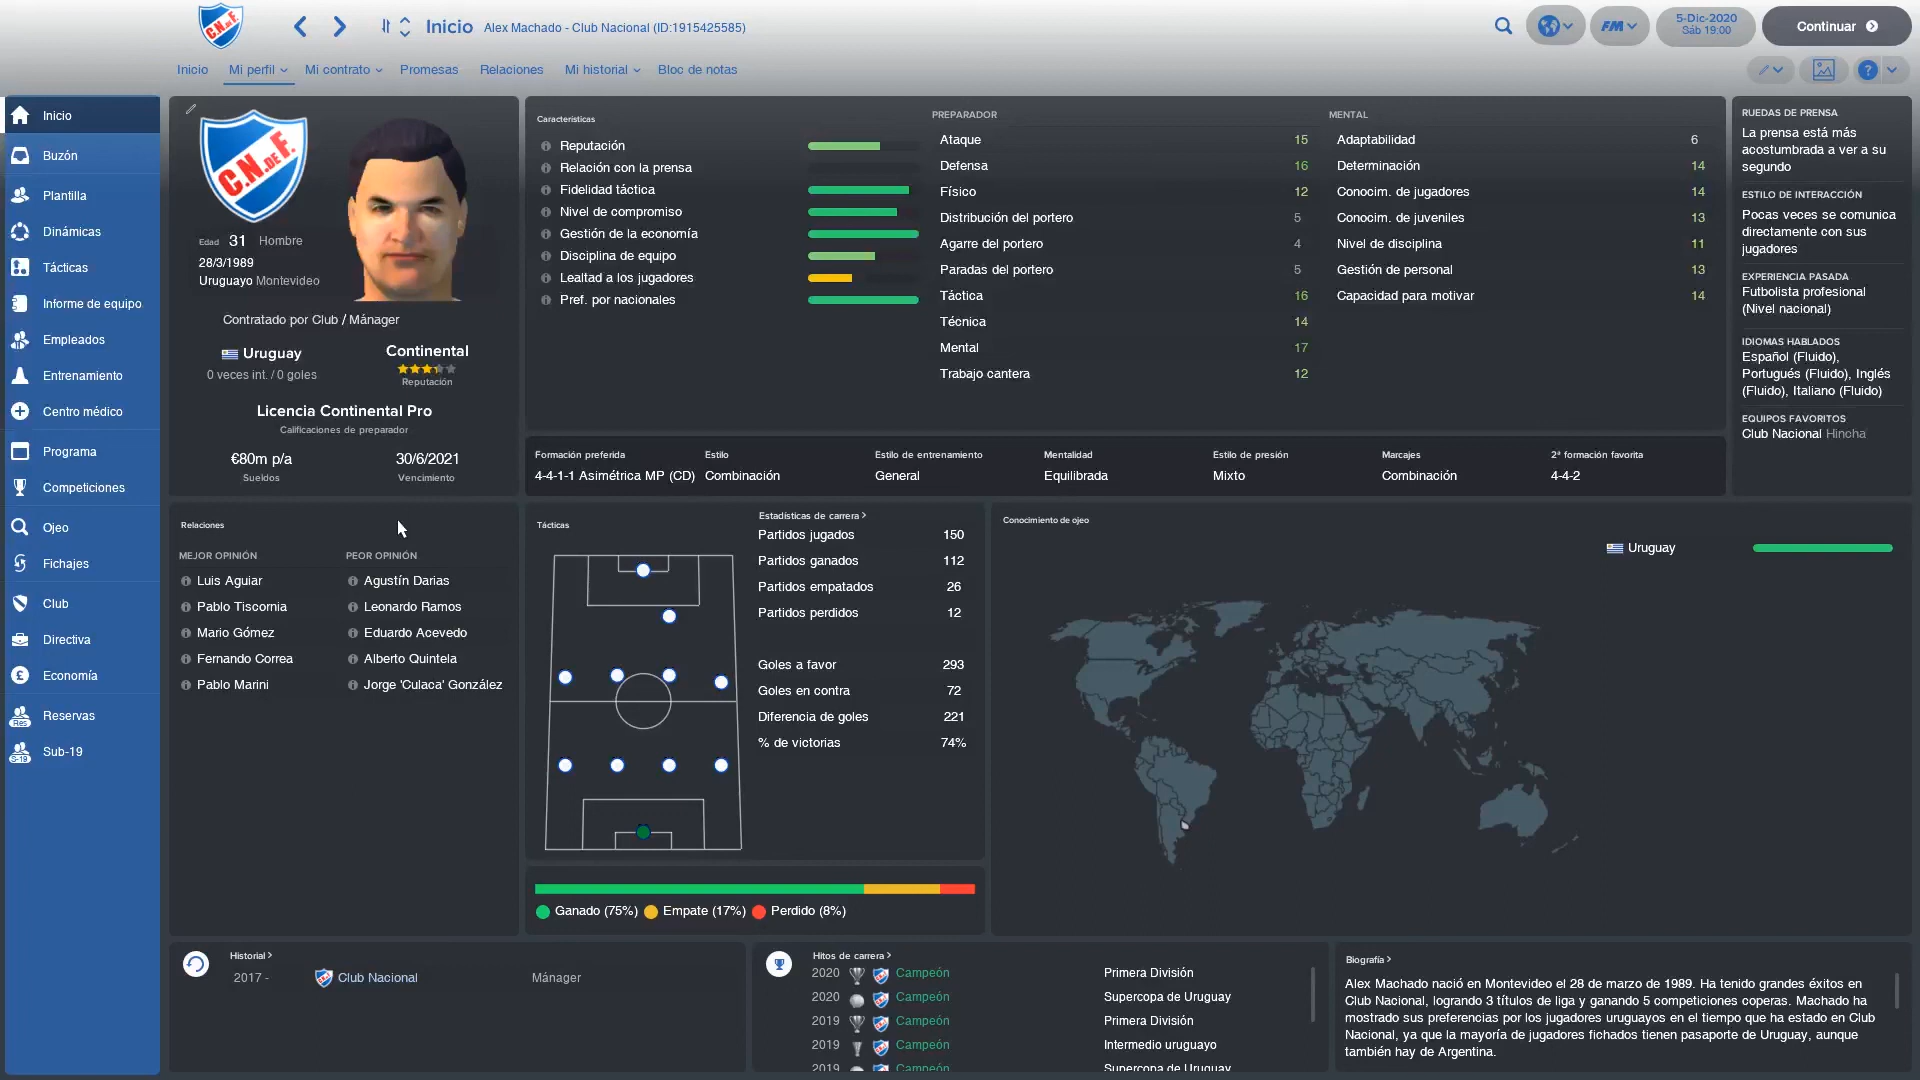 C.N.DE F.
Inicio
Alex Machado - Club Nacional (ID:1915425585)
FM
5-Dic-2020
Sáb 19:00
Continuar
Inicio
Mi perfil
Mi contrato
Promesas
Relaciones
Mi historial
Bloc de notas
?
Inicio
Buzón
Plantilla
Dinámicas
Tácticas
Informe de equipo
Empleados
Entrenamiento
Centro médico
Programa
Competiciones
Ojeo
Fichajes
Club
Directiva
Economía
Res
Reservas
S-19
Sub-19
C.N.DE F.
Edad 31 Hombre
28/3/1989
Uruguayo Montevideo
Contratado por Club / Mánager
Uruguay
0 veces int. / 0 goles
Continental
Reputación
Licencia Continental Pro
Calificaciones de preparador
€80m p/a
Sueldos
30/6/2021
Vencimiento
Características
Reputación
Relación con la prensa
Fidelidad táctica
Nivel de compromiso
Gestión de la economía
Disciplina de equipo
Lealtad a los jugadores
Pref. por nacionales
PREPARADOR
Ataque 15
Defensa 16
Físico 12
Distribución del portero 5
Agarre del portero 4
Paradas del portero 5
Táctica 16
Técnica 14
Mental 17
Trabajo cantera 12
MENTAL
Adaptabilidad 6
Determinación 14
Conocim. de jugadores 14
Conocim. de juveniles 13
Nivel de disciplina 11
Gestión de personal 13
Capacidad para motivar 14
RUEDAS DE PRENSA
La prensa está más
acostumbrada a ver a su
segundo
ESTILO DE INTERACCIÓN
Pocas veces se comunica
directamente con sus
jugadores
EXPERIENCIA PASADA
Futbolista profesional
(Nivel nacional)
IDIOMAS HABLADOS
Español (Fluido),
Portugués (Fluido), Inglés
(Fluido), Italiano (Fluido)
EQUIPOS FAVORITOS
Club Nacional Hincha
Formación preferida
4-4-1-1 Asimétrica MP (CD)
Estilo
Combinación
Estilo de entrenamiento
General
Mentalidad
Equilibrada
Estilo de presión
Mixto
Marcajes
Combinación
2ª formación favorita
4-4-2
Relaciones
MEJOR OPINIÓN
Luis Aguiar
Pablo Tiscornia
Mario Gómez
Fernando Correa
Pablo Marini
PEOR OPINIÓN
Agustín Darias
Leonardo Ramos
Eduardo Acevedo
Alberto Quintela
Jorge 'Culaca' González
Tácticas
Estadísticas de carrera >
Partidos jugados 150
Partidos ganados 112
Partidos empatados 26
Partidos perdidos 12
Goles a favor 293
Goles en contra 72
Diferencia de goles 221
% de victorias 74%
Ganado (75%) Empate (17%) Perdido (8%)
Conocimiento de ojeo
Uruguay
Historial >
2017 - Club Nacional Mánager
Hitos de carrera >
2020 Campeón Primera División
2020 Campeón Supercopa de Uruguay
2019 Campeón Primera División
2019 Campeón Intermedio uruguayo
2019 Campeón Supercopa de Uruguay
Biografía >
Alex Machado nació en Montevideo el 28 de marzo de 1989. Ha tenido grandes éxitos en
Club Nacional, logrando 3 títulos de liga y ganando 5 competiciones coperas. Machado ha
mostrado sus preferencias por los jugadores uruguayos en el tiempo que ha estado en Club
Nacional, ya que la mayoría de jugadores fichados tienen pasaporte de Uruguay, aunque
también hay de Argentina.